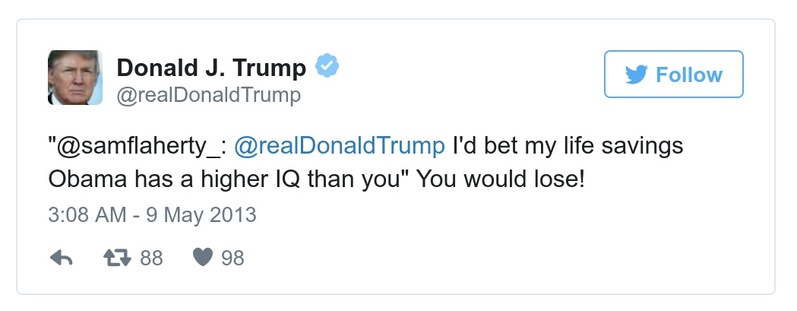 Donald J. Trump
@realDonaldTrump
Follow
"@samflaherty_: @realDonaldTrump I'd bet my life savings
Obama has a higher IQ than you" You would lose!
3:08 AM - 9 May 2013
88 98